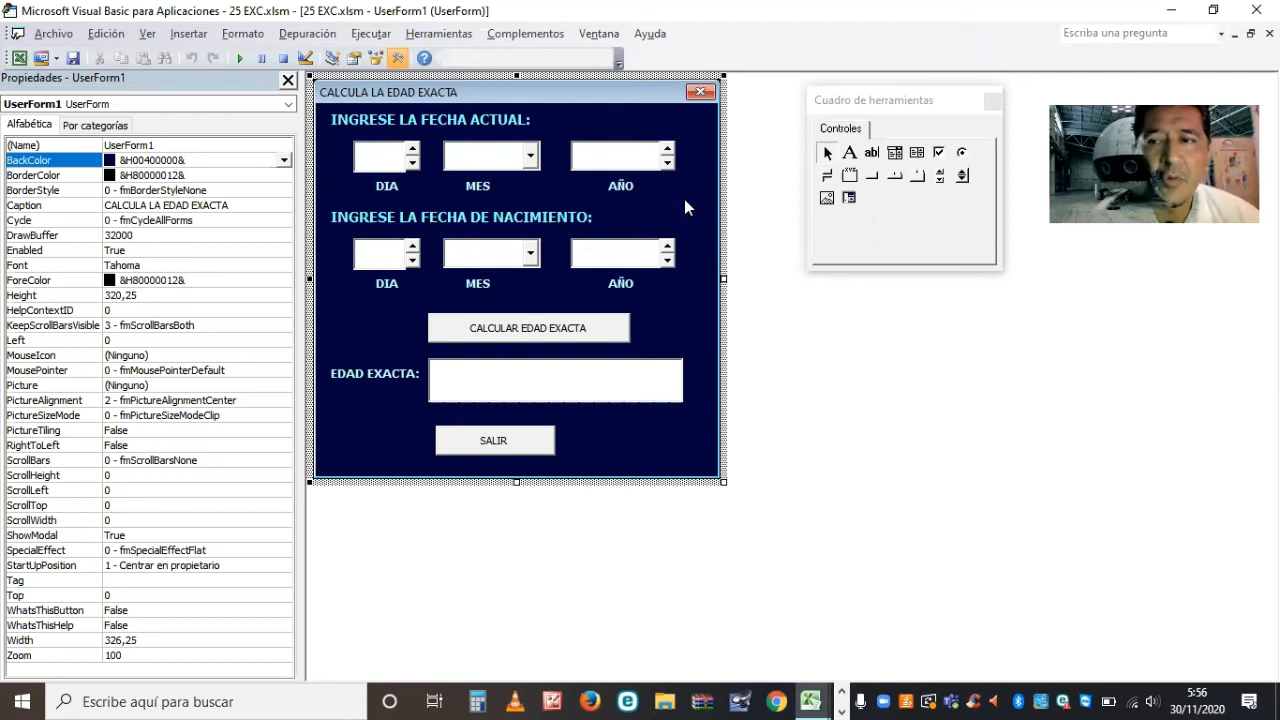 Microsoft Visual Basic para Aplicaciones - 25 EXC.xlsm - [25 EXC.xlsm - UserForm1 (UserForm)]
Archivo Edición Ver Insertar Formato Depuración Ejecutar Herramientas Complementos Ventana Ayuda
Escriba una pregunta
Propiedades - UserForm1
UserForm1 UserForm
Alfabética Por categorías
(Name) UserForm1
BackColor &H00400000&
BorderColor &H80000012&
BorderStyle 0 - fmBorderStyleNone
Caption CALCULA LA EDAD EXACTA
Cycle 0 - fmCycleAllForms
DrawBuffer 32000
Enabled True
Font Tahoma
ForeColor &H80000012&
Height 320,25
HelpContextID 0
KeepScrollBarsVisible 3 - fmScrollBarsBoth
Left 0
MouseIcon (Ninguno)
MousePointer 0 - fmMousePointerDefault
Picture (Ninguno)
PictureAlignment 2 - fmPictureAlignmentCenter
PictureSizeMode 0 - fmPictureSizeModeClip
PictureTiling False
RightToLeft False
ScrollBars 0 - fmScrollBarsNone
ScrollHeight 0
ScrollLeft 0
ScrollTop 0
ScrollWidth 0
ShowModal True
SpecialEffect 0 - fmSpecialEffectFlat
StartUpPosition 1 - Centrar en propietario
Tag
Top 0
WhatsThisButton False
WhatsThisHelp False
Width 326,25
Zoom 100
CALCULA LA EDAD EXACTA
INGRESE LA FECHA ACTUAL:
DIA MES AÑO
INGRESE LA FECHA DE NACIMIENTO:
DIA MES AÑO
CALCULAR EDAD EXACTA
EDAD EXACTA:
SALIR
Cuadro de herramientas
Controles
A ab
Escribe aquí para buscar
5:56
30/11/2020